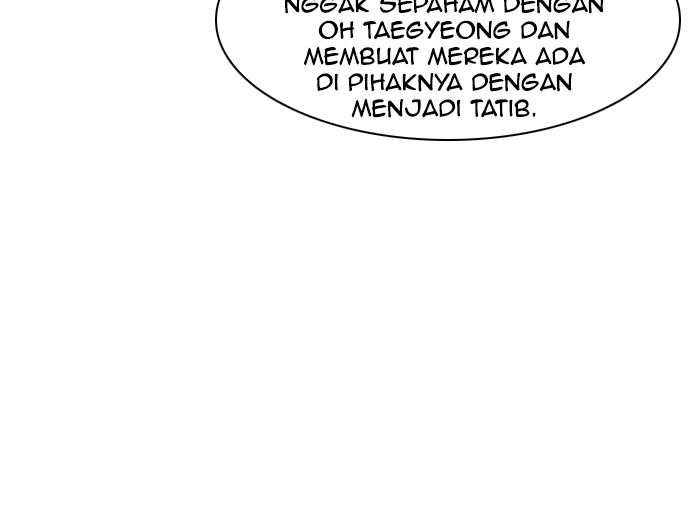 NGGAK SEPAHAM DENGAN
OH TAEGYEONG DAN
MEMBUAT MEREKA ADA
DI PIHAKNYA DENGAN
MENJADI TATIB.